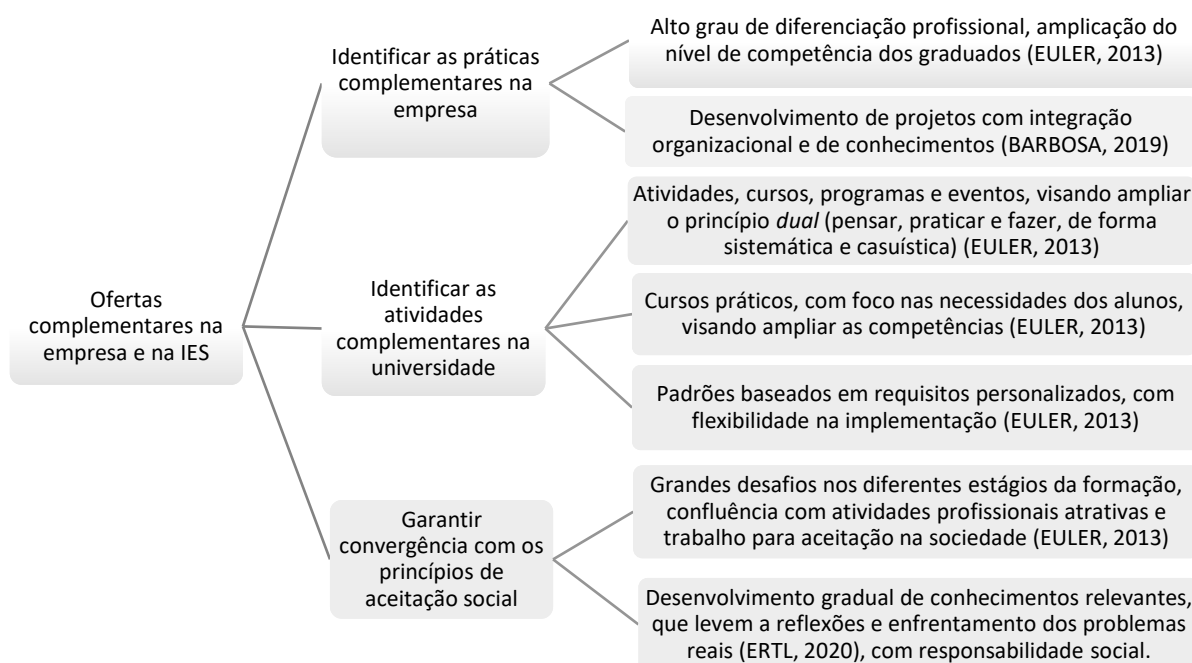 Ofertas
complementares na
empresa e na IES
Identificar as práticas
complementares na
empresa
Alto grau de diferenciação profissional, amplicação do
nível de competência dos graduados (EULER, 2013)
Desenvolvimento de projetos com integração
organizacional e de conhecimentos (BARBOSA, 2019)
Identificar as
atividades
complementares na
universidade
Atividades, cursos, programas e eventos, visando ampliar
o princípio dual (pensar, praticar e fazer, de forma
sistemática e casuística) (EULER, 2013)
Cursos práticos, com foco nas necessidades dos alunos,
visando ampliar as competências (EULER, 2013)
Padrões baseados em requisitos personalizados, com
flexibilidade na implementação (EULER, 2013)
Garantir
convergência com os
princípios de
aceitação social
Grandes desafios nos diferentes estágios da formação,
confluência com atividades profissionais atrativas e
trabalho para aceitação na sociedade (EULER, 2013)
Desenvolvimento gradual de conhecimentos relevantes,
que levem a reflexões e enfrentamento dos problemas
reais (ERTL, 2020), com responsabilidade social.